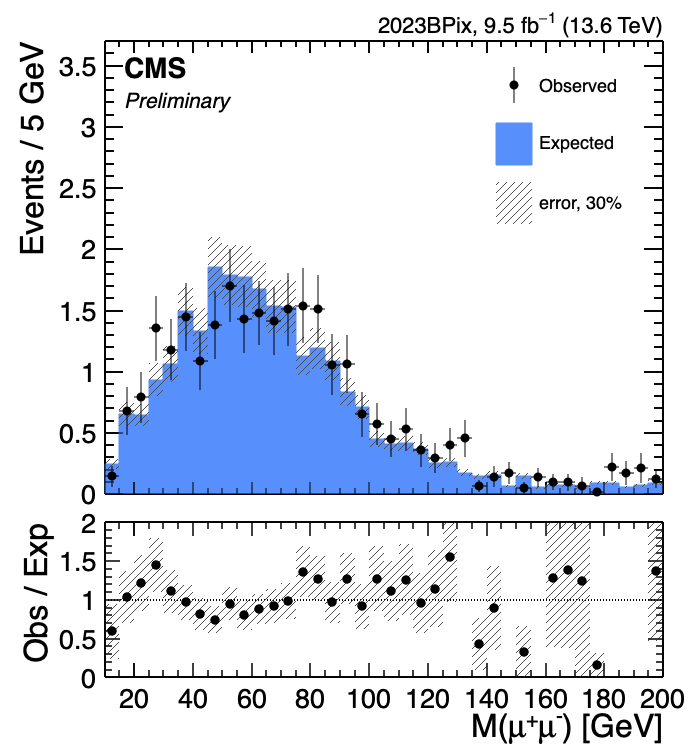 2023BPix, 9.5 fb⁻¹ (13.6 TeV)
CMS
Preliminary
Observed
Expected
error, 30%
Events / 5 GeV
3.5
3
2.5
2
1.5
1
0.5
0
Obs / Exp
2
1.5
1
0.5
0
20 40 60 80 100 120 140 160 180 200
M(μ⁺μ⁻) [GeV]